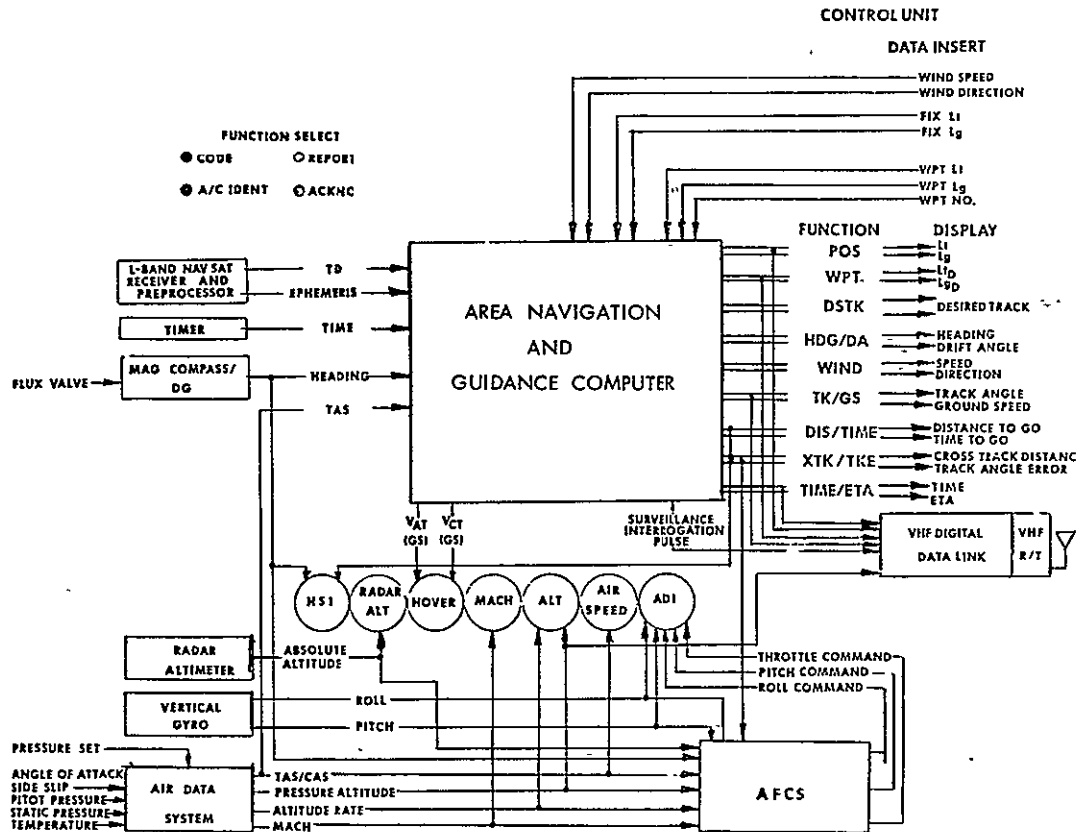 CONTROL UNIT
DATA INSERT
WIND SPEED
WIND DIRECTION
FIX Lt
FIX Lg
WPT Lt
WPT Lg
WPT NO.
FUNCTION SELECT
CODE
REPORT
A/C IDENT
ACKNC
FUNCTION
DISPLAY
POS
Lt
Lg
WPT.
LtD
LgD
DSTK
DESIRED TRACK
HDG/DA
HEADING
DRIFT ANGLE
WIND
SPEED
DIRECTION
TK/GS
TRACK ANGLE
GROUND SPEED
DIS/TIME
DISTANCE TO GO
TIME TO GO
XTK/TKE
CROSS TRACK DISTANCE
TRACK ANGLE ERROR
TIME/ETA
TIME
ETA
L-BAND NAV SAT
RECEIVER AND
PREPROCESSOR
TD
EPHEMERIS
TIMER
TIME
FLUX VALVE
MAG COMPASS/
DG
HEADING
TAS
AREA NAVIGATION
AND
GUIDANCE COMPUTER
VAT
(GS)
VCT
(GS)
SURVEILLANCE
INTERROGATION
PULSE
VHF DIGITAL
DATA LINK
VHF
R/T
HSI
RADAR
ALT
HOVER
MACH
ALT
AIR
SPEED
ADI
RADAR
ALTIMETER
ABSOLUTE
ALTITUDE
THROTTLE COMMAND
PITCH COMMAND
ROLL COMMAND
VERTICAL
GYRO
ROLL
PITCH
PRESSURE SET
ANGLE OF ATTACK
SIDE SLIP
PITOT PRESSURE
STATIC PRESSURE
TEMPERATURE
AIR DATA
SYSTEM
TAS/CAS
PRESSURE ALTITUDE
ALTITUDE RATE
MACH
AFCS